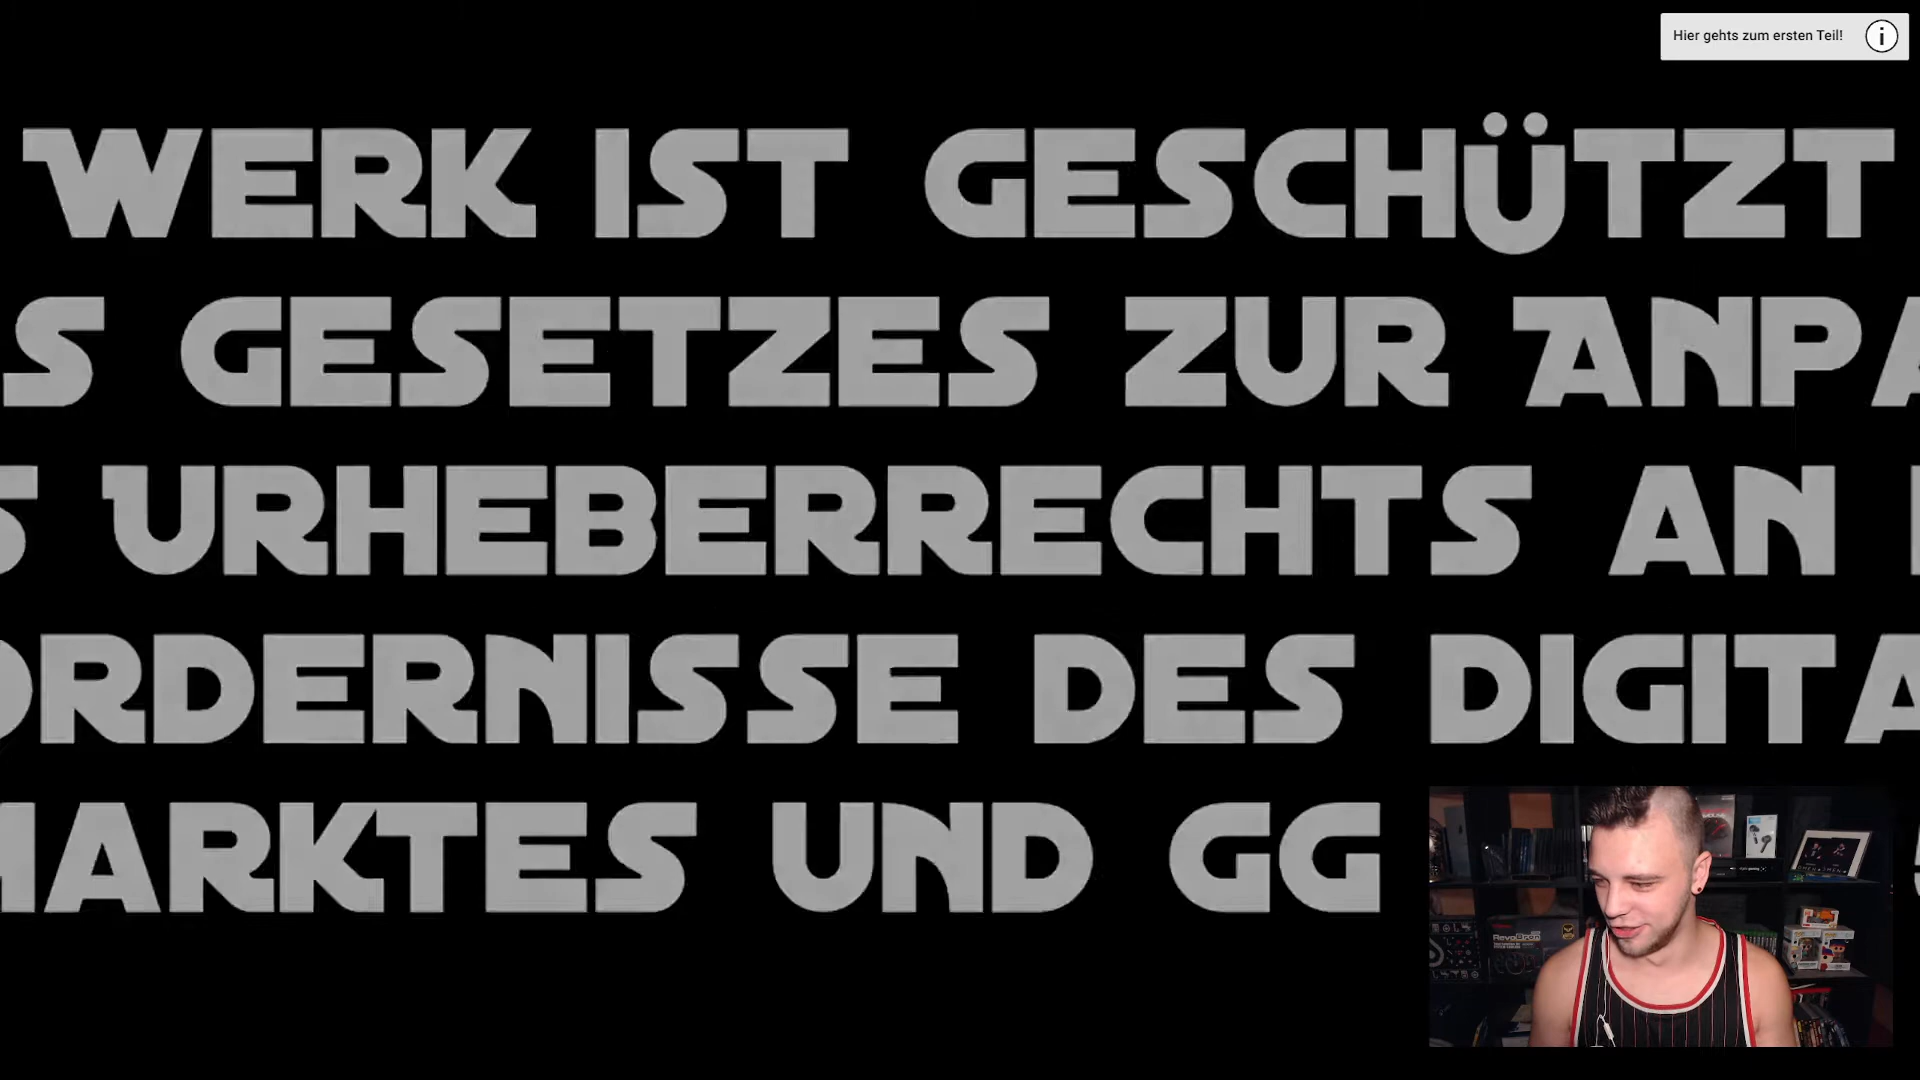 Hier gehts zum ersten Teil!
WERK IST GESCHÜTZT
S GESETZES ZUR ANPA
S URHEBERRECHTS AN
ORDERNISSE DES DIGITA
MARKTES UND GG